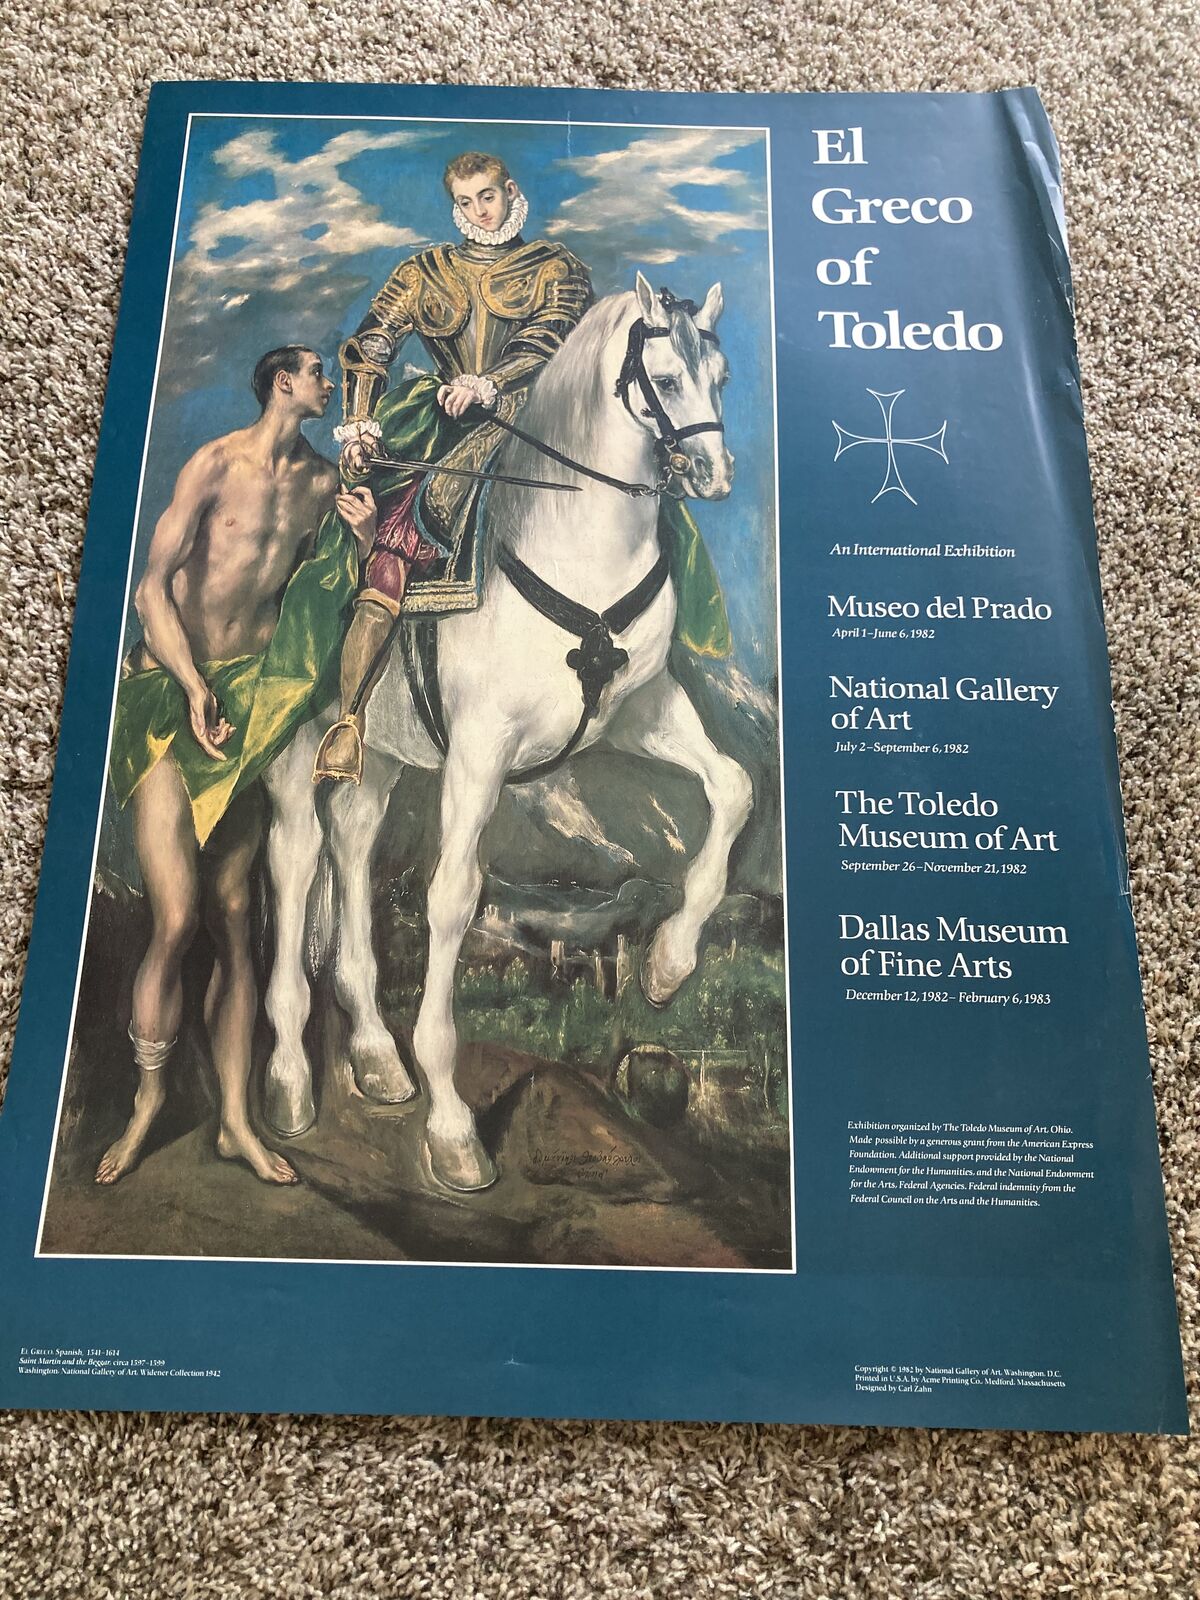 El
Greco
of
Toledo
An International Exhibition
Museo del Prado
April 1–June 6, 1982
National Gallery
of Art
July 2–September 6, 1982
The Toledo
Museum of Art
September 26–November 21, 1982
Dallas Museum
of Fine Arts
December 12, 1982–February 6, 1983
Exhibition organized by The Toledo Museum of Art, Ohio.
Made possible by a generous grant from the American Express
Foundation. Additional support provided by the National
Endowment for the Humanities, and the National Endowment
for the Arts, Federal Agencies. Federal indemnity from the
Federal Council on the Arts and the Humanities.
EL GRECO, Spanish, 1541–1614
Saint Martin and the Beggar, circa 1597–1599
Washington, National Gallery of Art, Widener Collection 1942
Copyright © 1982 by National Gallery of Art, Washington, D.C.
Printed in U.S.A. by Acme Printing Co., Medford, Massachusetts
Designed by Carl Zahn